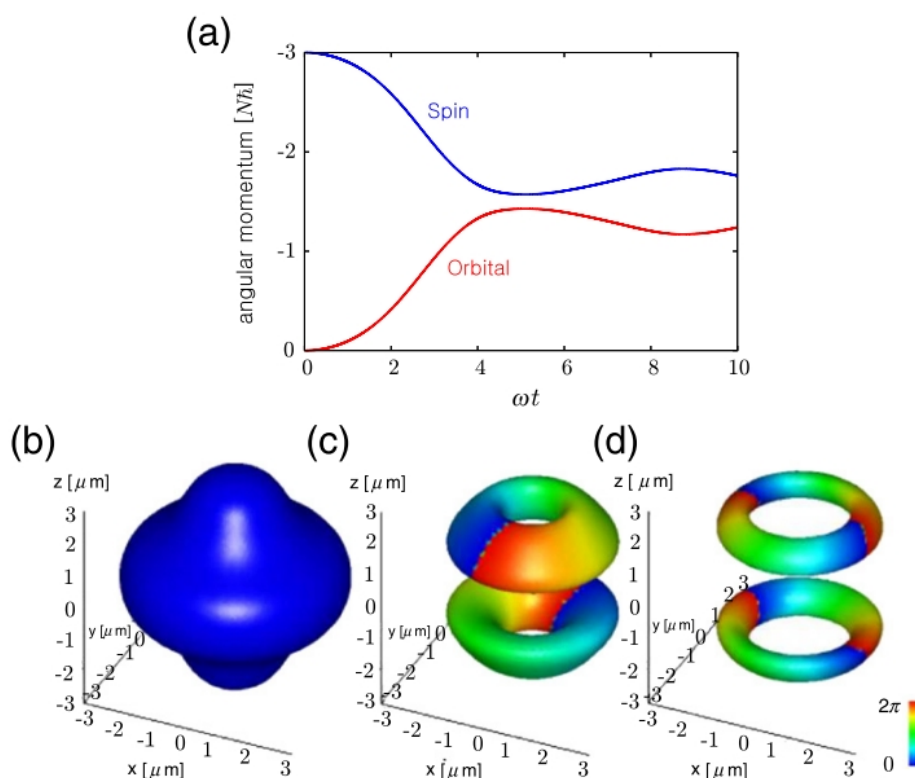 (a)
angular momentum [Nħ]
-3
-2
-1
0
Spin
Orbital
0 2 4 6 8 10
ωt
(b) (c) (d)
z [μm] z [μm] z [μm]
3 3 3
2 2 2
1 1 1
0 0 0
-1 -1 -1
-2 -2 -2
-3 -3 -3
y [μm] y [μm] y [μm]
0 0 3
-1 -1 2
-2 -2 1
-3 -3 0
-1
-2
-3
-3 -2 -1 0 1 2 3
-3 -2 -1 0 1 2 3
-3 -2 -1 0 1 2 3
x [μm] x [μm] x [μm]
2π
0